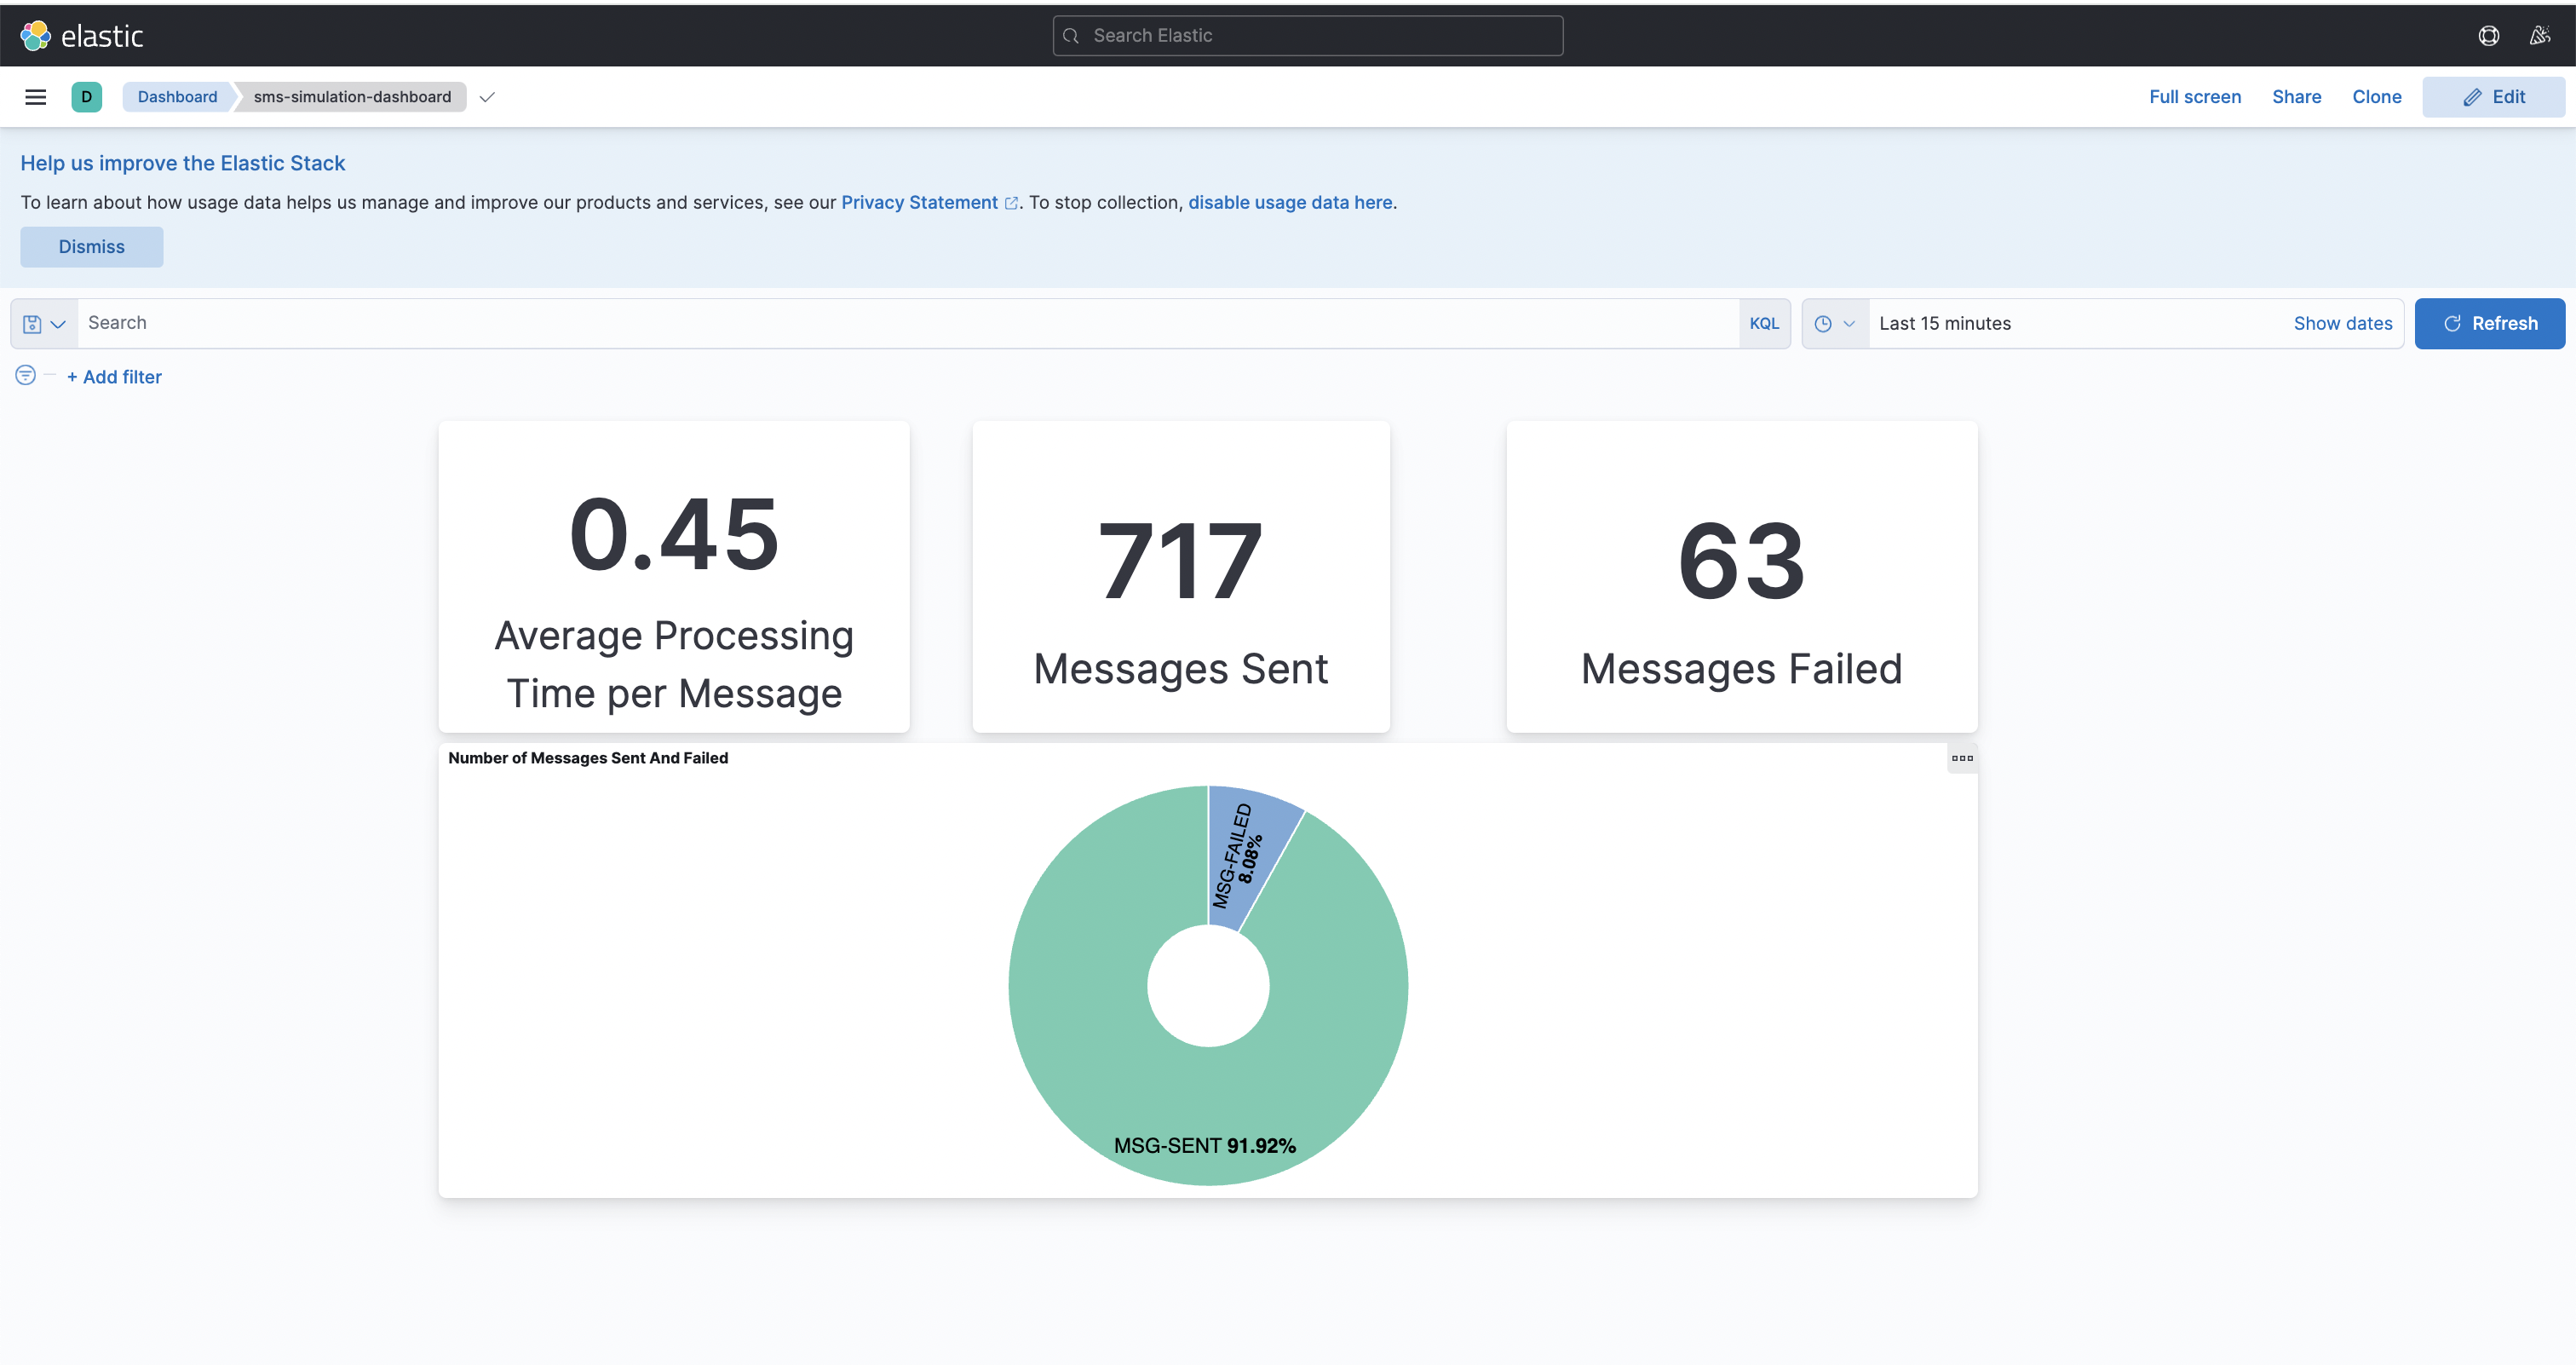 elastic
Search Elastic
D
Dashboard
sms-simulation-dashboard
Full screen
Share
Clone
Edit
Help us improve the Elastic Stack
To learn about how usage data helps us manage and improve our products and services, see our Privacy Statement. To stop collection, disable usage data here.
Dismiss
Search
KQL
Last 15 minutes
Show dates
Refresh
+ Add filter
0.45
Average Processing
Time per Message
717
Messages Sent
63
Messages Failed
Number of Messages Sent And Failed
MSG-FAILED
8.08%
MSG-SENT 91.92%